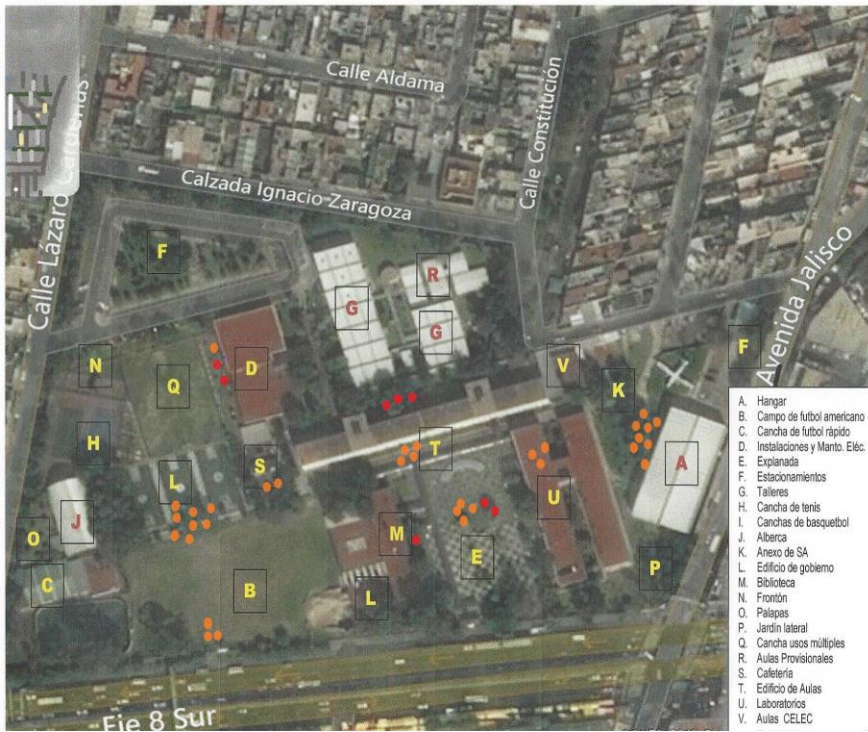 Calle Aldama
Calle Constitución
Calle Lázaro Cárdenas
Calzada Ignacio Zaragoza
Avenida Jalisco
F
R
G
G
N
Q
D
V
K
F
H
L
S
T
A
J
U
O
M
E
C
B
L
P
Eje 8 Sur
A. Hangar
B. Campo de futbol americano
C. Cancha de futbol rápido
D. Instalaciones y Manto. Eléc.
E. Explanada
F. Estacionamientos
G. Talleres
H. Cancha de tenis
I. Canchas de basquetbol
J. Alberca
K. Anexo de SA
L. Edificio de gobierno
M. Biblioteca
N. Frontón
O. Palapas
P. Jardín lateral
Q. Cancha usos múltiples
R. Aulas Provisionales
S. Cafetería
T. Edificio de Aulas
U. Laboratorios
V. Aulas CELEC